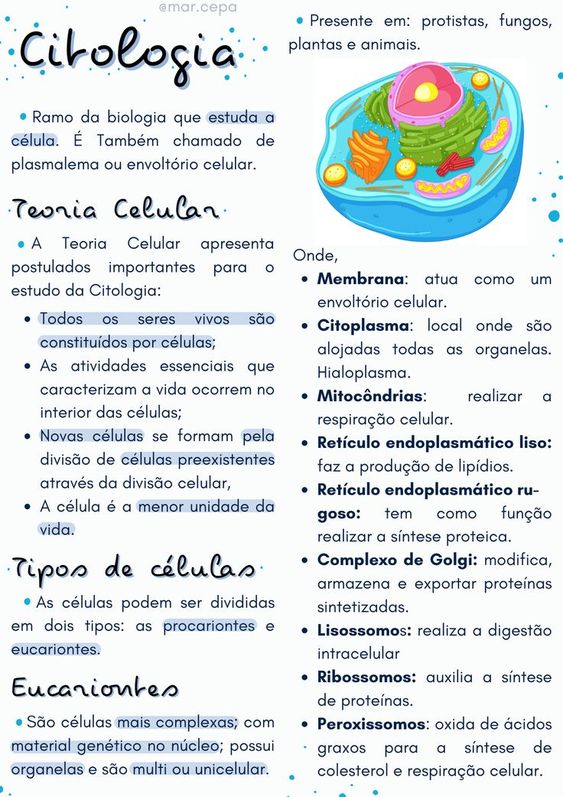 @mar.cepa
Citologia
Ramo da biologia que estuda a
célula. É Também chamado de
plasmalema ou envoltório celular.
Teoria Celular
A Teoria Celular apresenta
postulados importantes para o
estudo da Citologia:
Todos os seres vivos são
constituídos por células;
As atividades essenciais que
caracterizam a vida ocorrem no
interior das células;
Novas células se formam pela
divisão de células preexistentes
através da divisão celular,
A célula é a menor unidade da
vida.
Tipos de células
As células podem ser divididas
em dois tipos: as procariontes e
eucariontes.
Eucariontes
São células mais complexas; com
material genético no núcleo; possui
organelas e são multi ou unicelular.
Presente em: protistas, fungos,
plantas e animais.
Onde,
Membrana: atua como um
envoltório celular.
Citoplasma: local onde são
alojadas todas as organelas.
Hialoplasma.
Mitocôndrias: realizar a
respiração celular.
Retículo endoplasmático liso:
faz a produção de lipídios.
Retículo endoplasmático ru-
goso: tem como função
realizar a síntese proteica.
Complexo de Golgi: modifica,
armazena e exportar proteínas
sintetizadas.
Lisossomos: realiza a digestão
intracelular
Ribossomos: auxilia a síntese
de proteínas.
Peroxissomos: oxida de ácidos
graxos para a síntese de
colesterol e respiração celular.